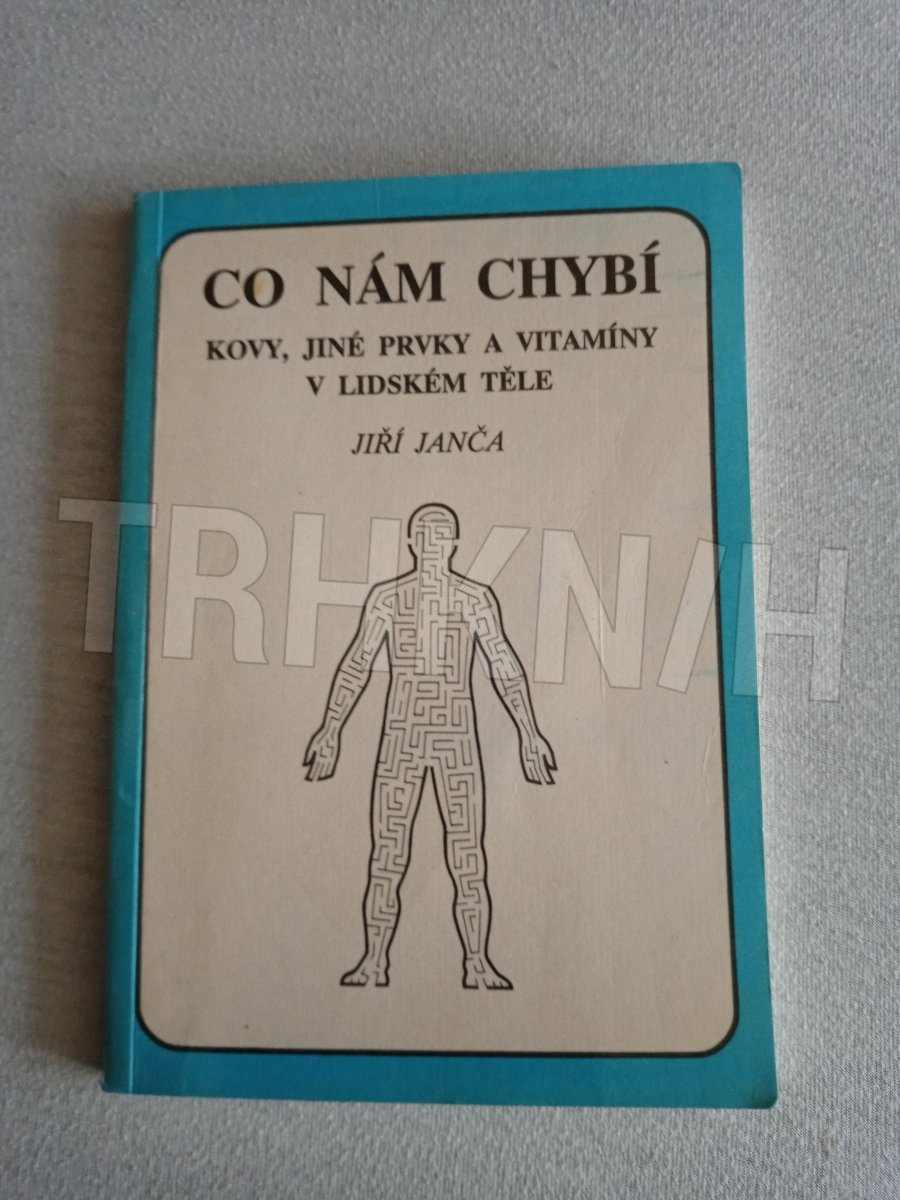 CO NÁM CHYBÍ
KOVY, JINÉ PRVKY A VITAMÍNY
V LIDSKÉM TĚLE
JIŘÍ JANČA
TRHKNIH